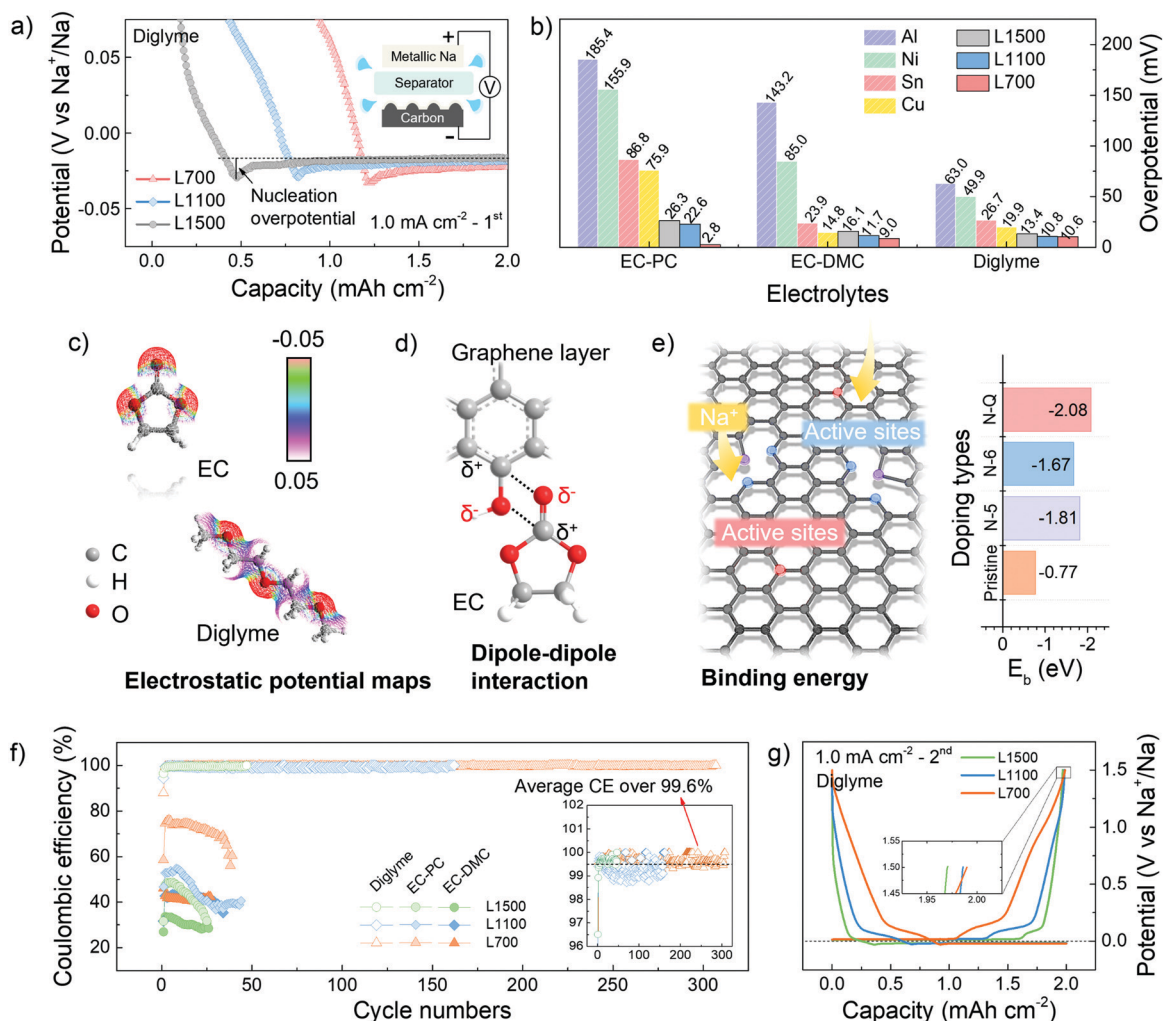 a)
Diglyme
0.05
0.00
-0.05
Potential (V vs Na⁺/Na)
+
Metallic Na
Separator
Carbon
-
V
L700
L1100
L1500
Nucleation
overpotential
1.0 mA cm⁻² - 1ˢᵗ
0.0 0.5 1.0 1.5 2.0
Capacity (mAh cm⁻²)
b)
Al
Ni
Sn
Cu
L1500
L1100
L700
185.4 155.9 86.8 75.9 26.3 22.6 2.8
143.2 85.0 23.9 14.8 16.1 11.7 9.0
63.0 49.9 26.7 19.9 13.4 10.8 10.6
200
150
100
50
0
Overpotential (mV)
EC-PC EC-DMC Diglyme
Electrolytes
c)
-0.05
0.05
EC
C
H
O
Diglyme
Electrostatic potential maps
d)
Graphene layer
δ⁺
δ⁻
δ⁻
δ⁺
EC
Dipole-dipole
interaction
e)
Na⁺
Active sites
Active sites
Binding energy
Doping types
N-Q
N-6
N-5
Pristine
-2.08
-1.67
-1.81
-0.77
0 -1 -2
E_b (eV)
f)
Coulombic efficiency (%)
100
80
60
40
20
Average CE over 99.6%
102
101
100
99
98
97
96
0 100 200 300
Diglyme
EC-PC
EC-DMC
L1500
L1100
L700
0 50 100 150 200 250 300
Cycle numbers
g)
1.0 mA cm⁻² - 2ⁿᵈ
Diglyme
L1500
L1100
L700
1.55
1.50
1.45
1.95 2.00
1.5
1.0
0.5
0.0
Potential (V vs Na⁺/Na)
0.0 0.5 1.0 1.5 2.0
Capacity (mAh cm⁻²)